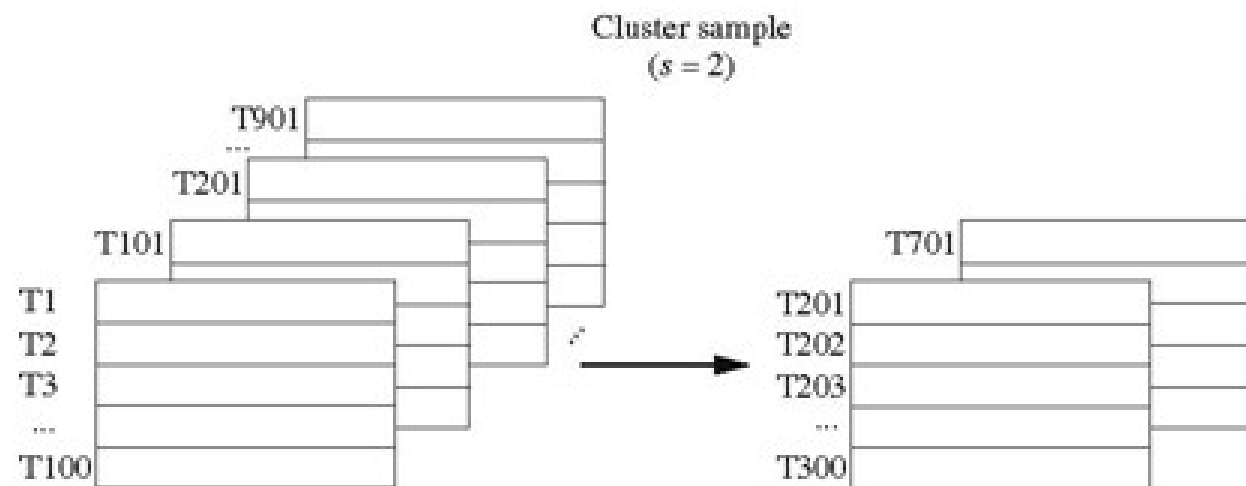 Cluster sample
(s = 2)
T901
...
T201
T101
T1
T2
T3
...
T100
...
T701
T201
T202
T203
...
T300